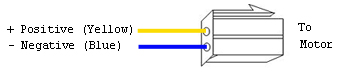 + Positive (Yellow)
- Negative (Blue)
To
Motor